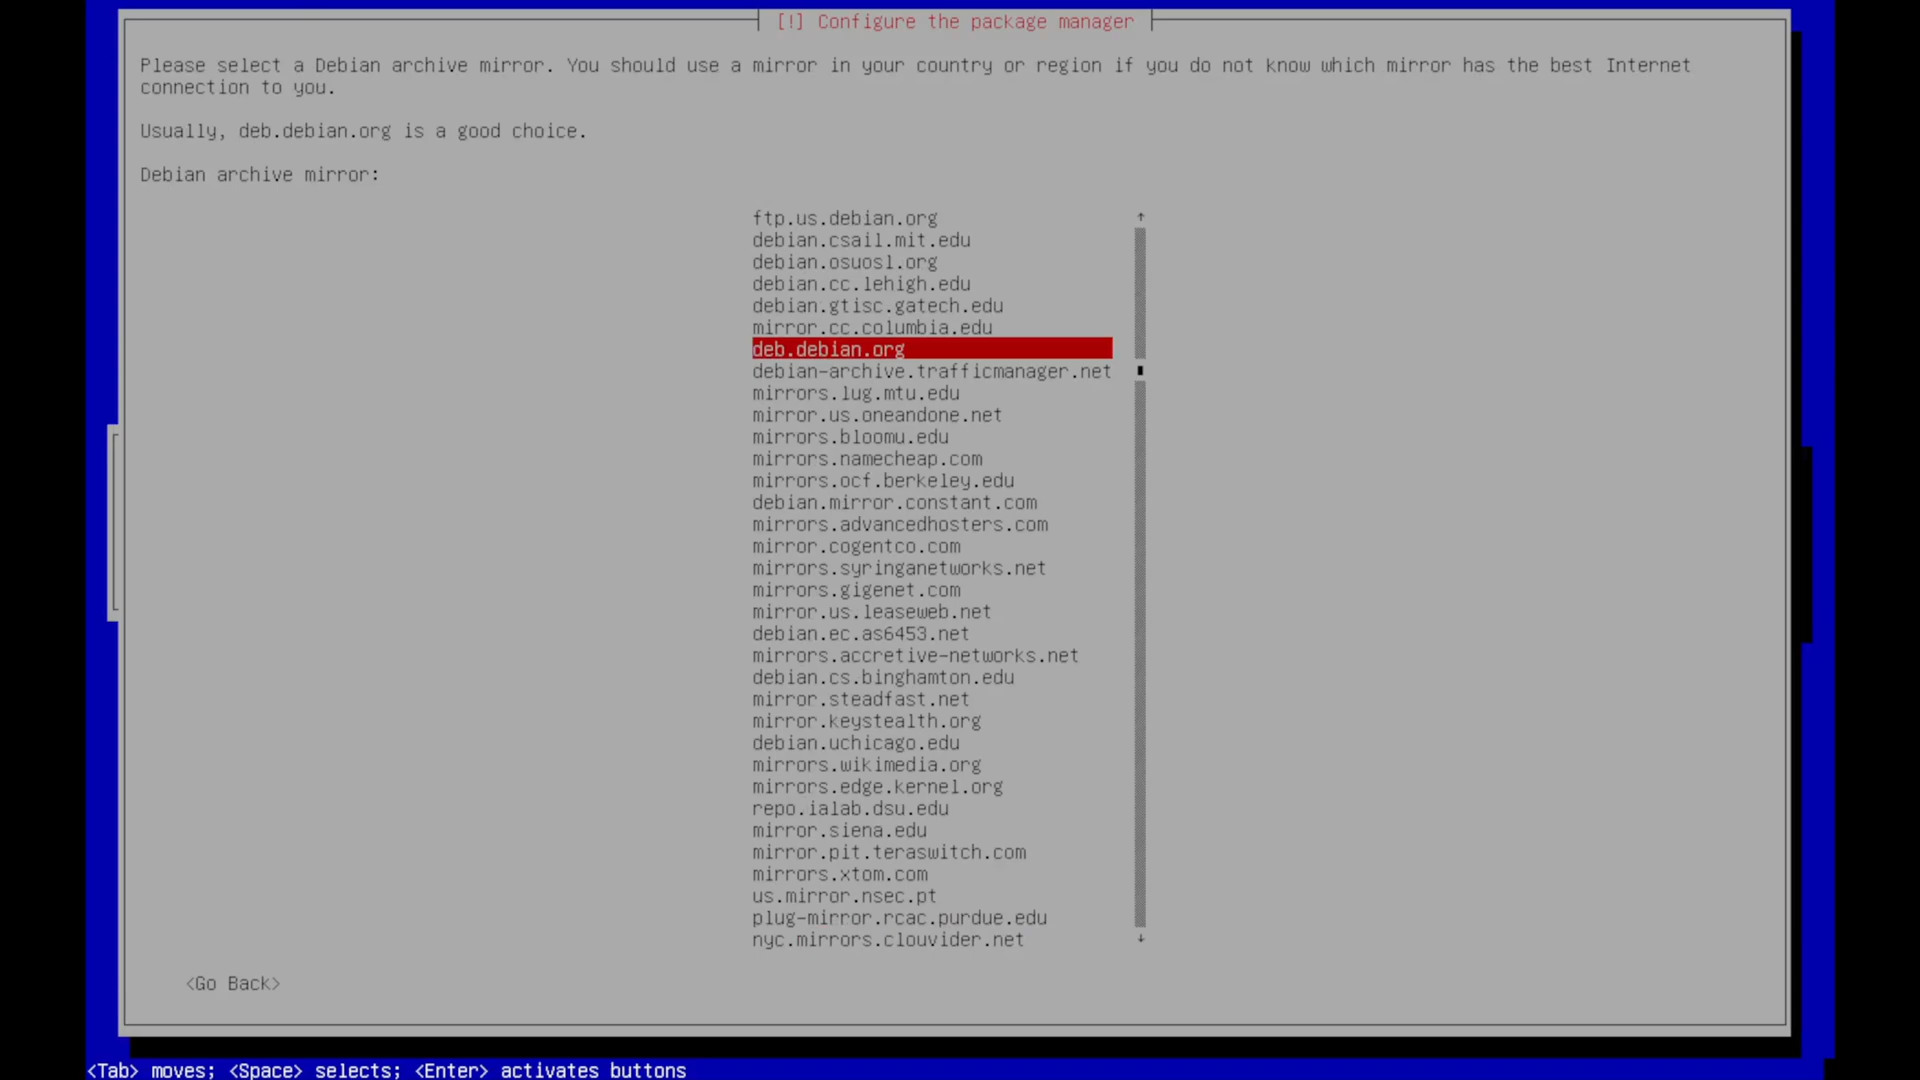 [!] Configure the package manager
Please select a Debian archive mirror. You should use a mirror in your country or region if you do not know which mirror has the best Internet
connection to you.
Usually, deb.debian.org is a good choice.
Debian archive mirror:
ftp.us.debian.org
debian.csail.mit.edu
debian.osuosl.org
debian.cc.lehigh.edu
debian.gtisc.gatech.edu
mirror.cc.columbia.edu
deb.debian.org
debian-archive.trafficmanager.net
mirrors.lug.mtu.edu
mirror.us.oneandone.net
mirrors.bloomu.edu
mirrors.namecheap.com
mirrors.ocf.berkeley.edu
debian.mirror.constant.com
mirrors.advancedhosters.com
mirror.cogentco.com
mirrors.syringanetworks.net
mirrors.gigenet.com
mirror.us.leaseweb.net
debian.ec.as6453.net
mirrors.accretive-networks.net
debian.cs.binghamton.edu
mirror.steadfast.net
mirror.keystealth.org
debian.uchicago.edu
mirrors.wikimedia.org
mirrors.edge.kernel.org
repo.ialab.dsu.edu
mirror.siena.edu
mirror.pit.teraswitch.com
mirrors.xtom.com
us.mirror.nsec.pt
plug-mirror.rcac.purdue.edu
nyc.mirrors.clouvider.net
<Go Back>
<Tab> moves; <Space> selects; <Enter> activates buttons